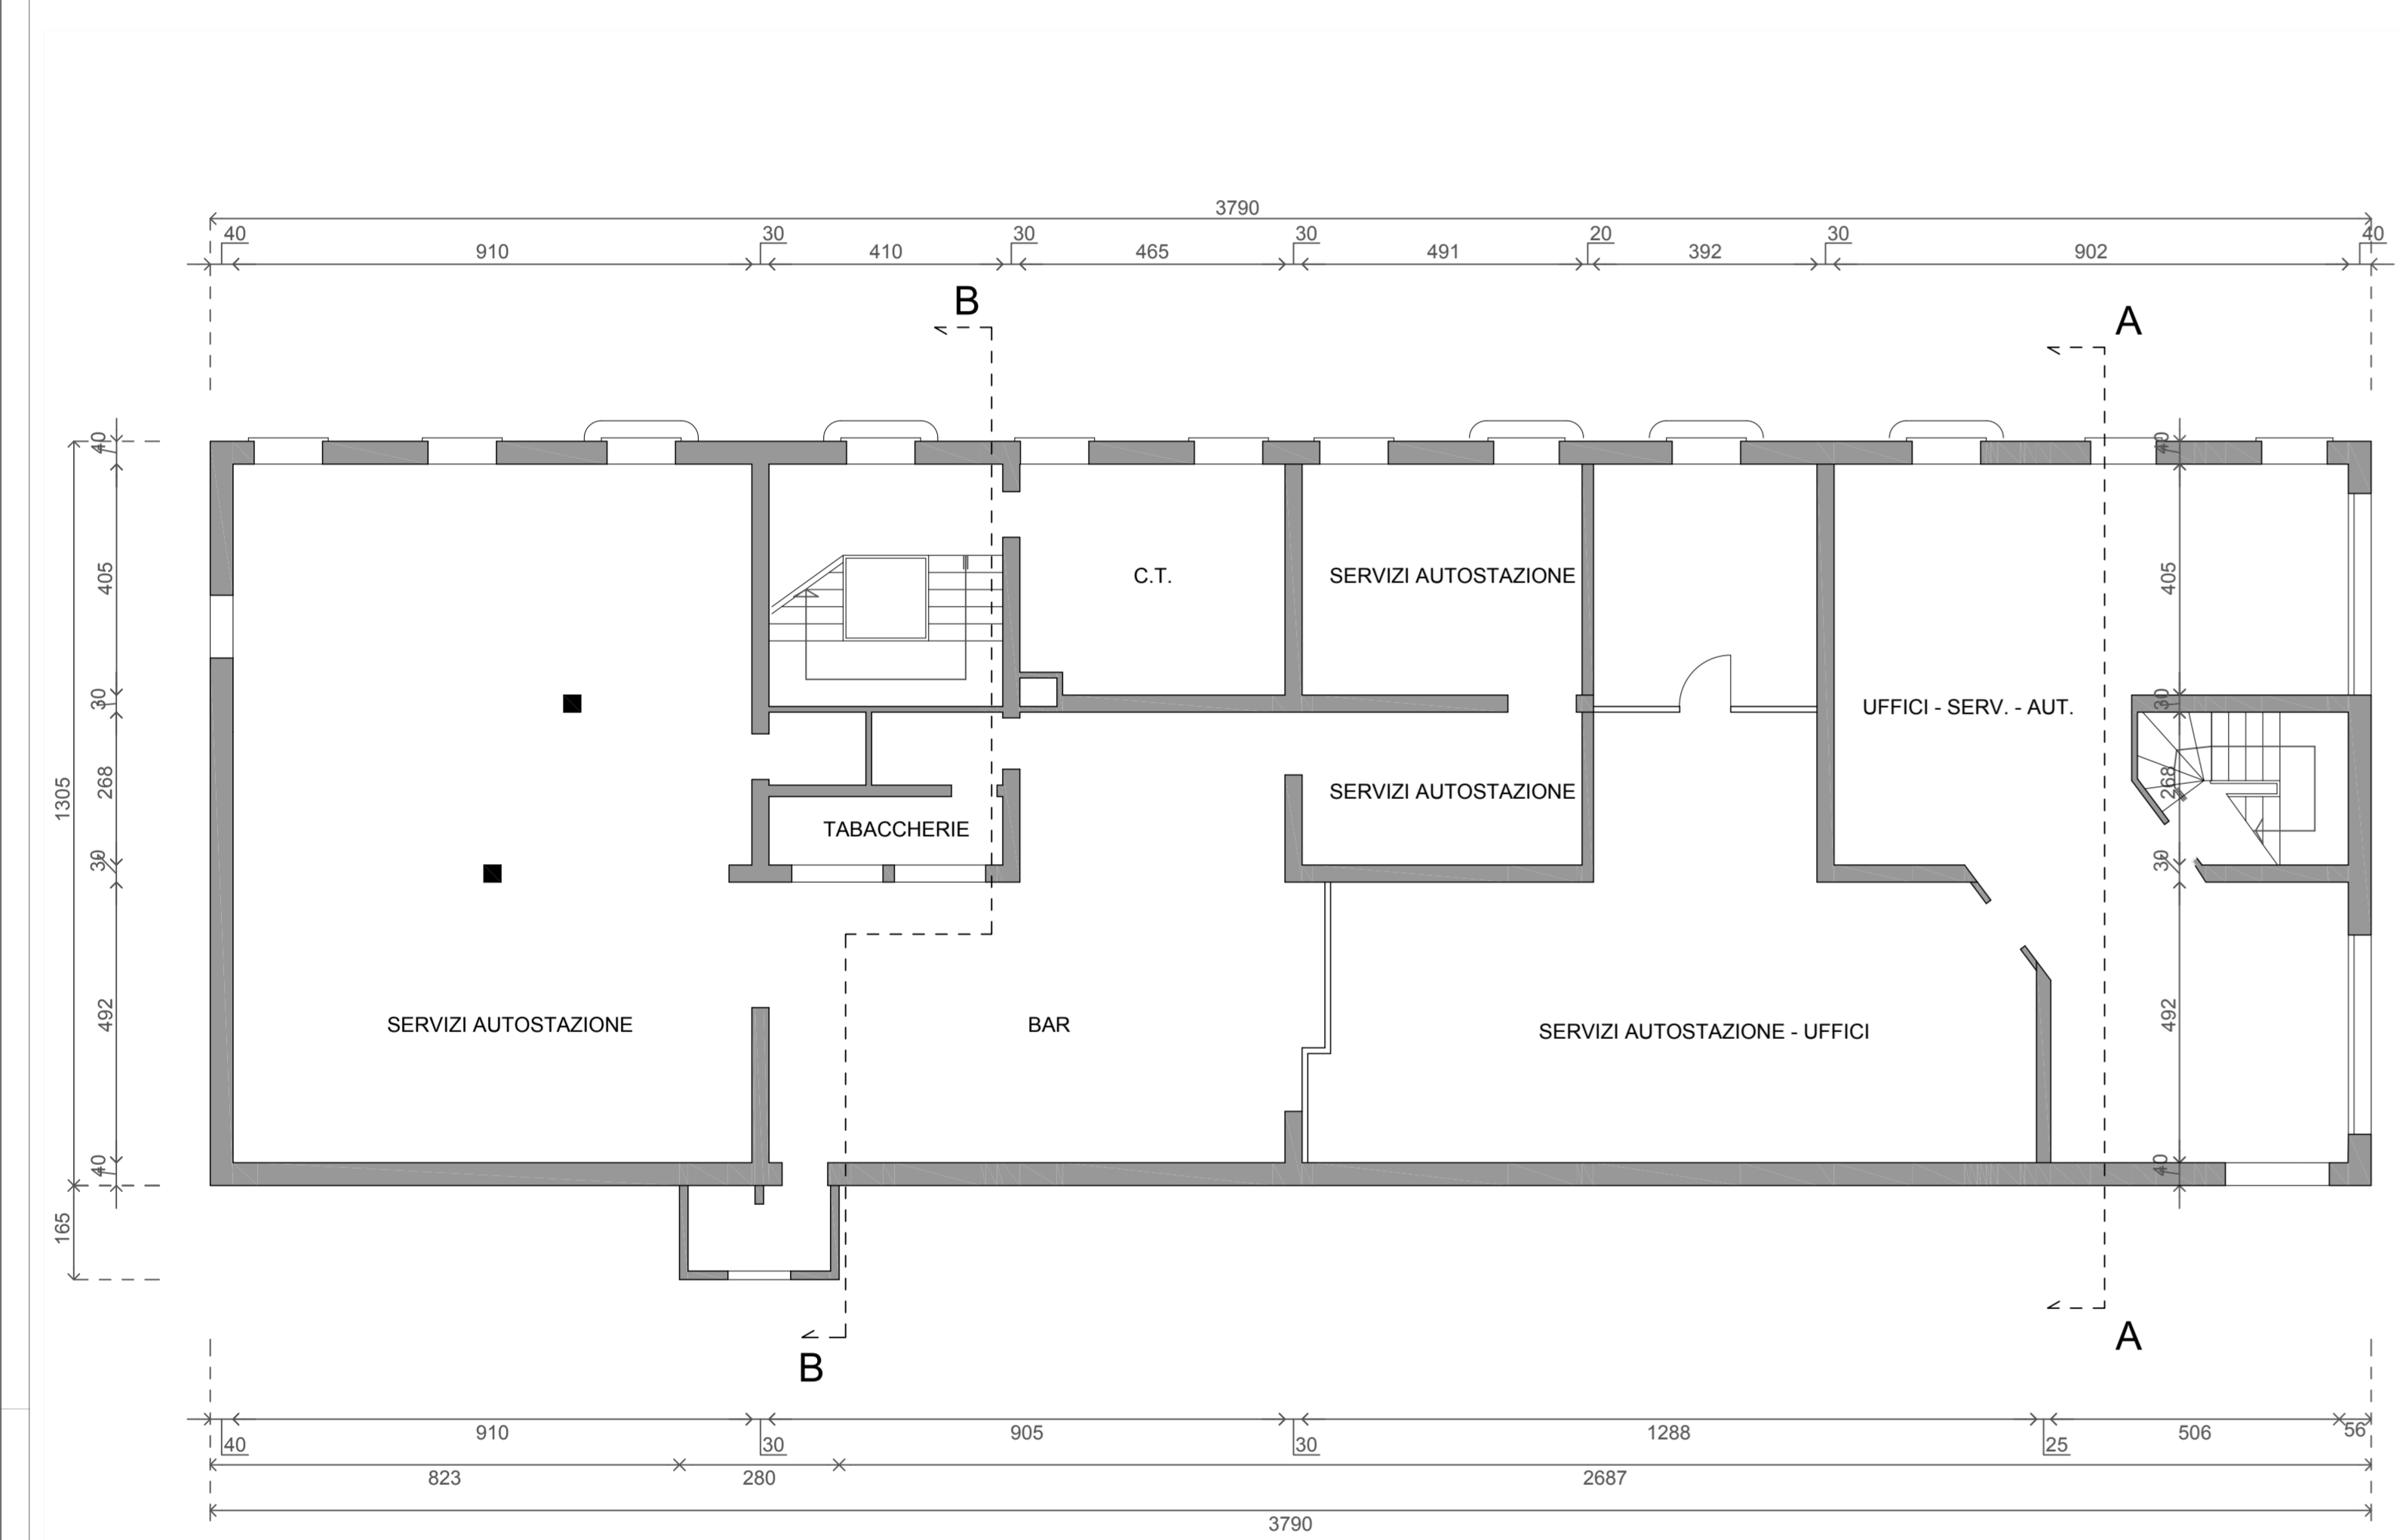 3790
40 30 30 30 20 30 40
910 410 465 491 392 902
B
A
40 40
405 C.T. SERVIZI AUTOSTAZIONE 405
30 UFFICI - SERV. - AUT. 30
1305 268 SERVIZI AUTOSTAZIONE 268
TABACCHERIE
30 30
492 SERVIZI AUTOSTAZIONE BAR SERVIZI AUTOSTAZIONE - UFFICI 492
40 40
165
A
B
910 905 1288 506 56
40 30 30 25
823 280 2687
3790